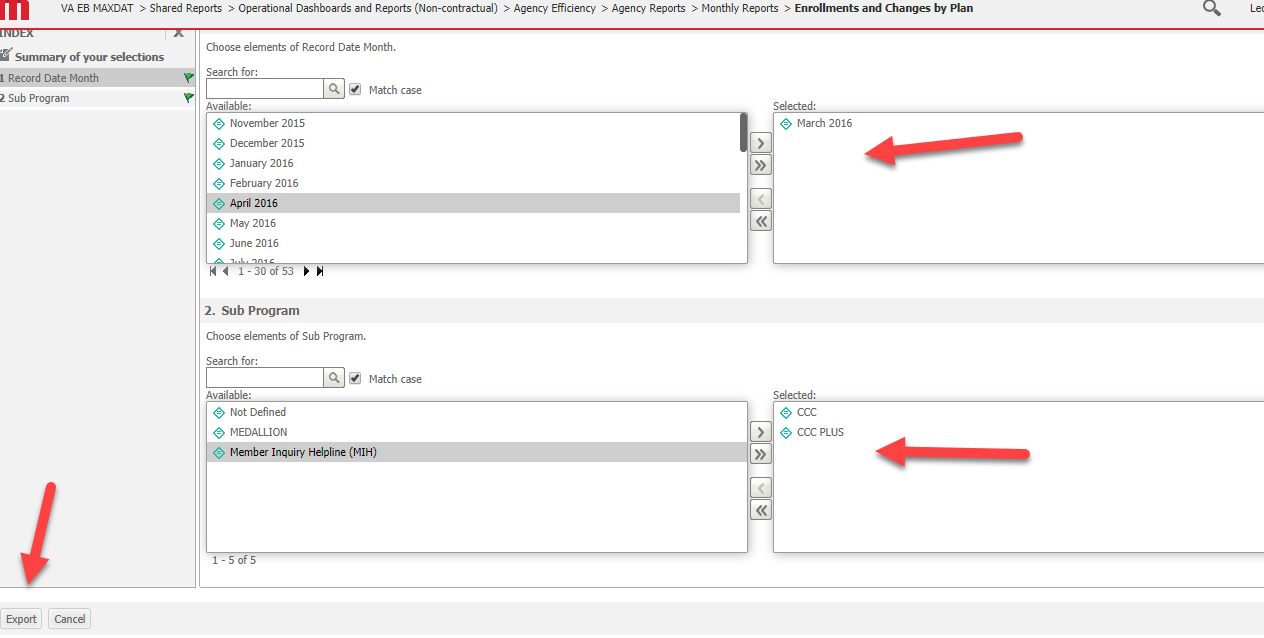 VA EB MAXDAT > Shared Reports > Operational Dashboards and Reports (Non-contractual) > Agency Efficiency > Agency Reports > Monthly Reports > Enrollments and Changes by Plan
INDEX
Summary of your selections
1 Record Date Month
2 Sub Program
Choose elements of Record Date Month.
Search for:
Match case
Available:
November 2015
December 2015
January 2016
February 2016
April 2016
May 2016
June 2016
July 2016
1 - 30 of 53
Selected:
March 2016
2. Sub Program
Choose elements of Sub Program.
Search for:
Match case
Available:
Not Defined
MEDALLION
Member Inquiry Helpline (MIH)
1 - 5 of 5
Selected:
CCC
CCC PLUS
Export Cancel